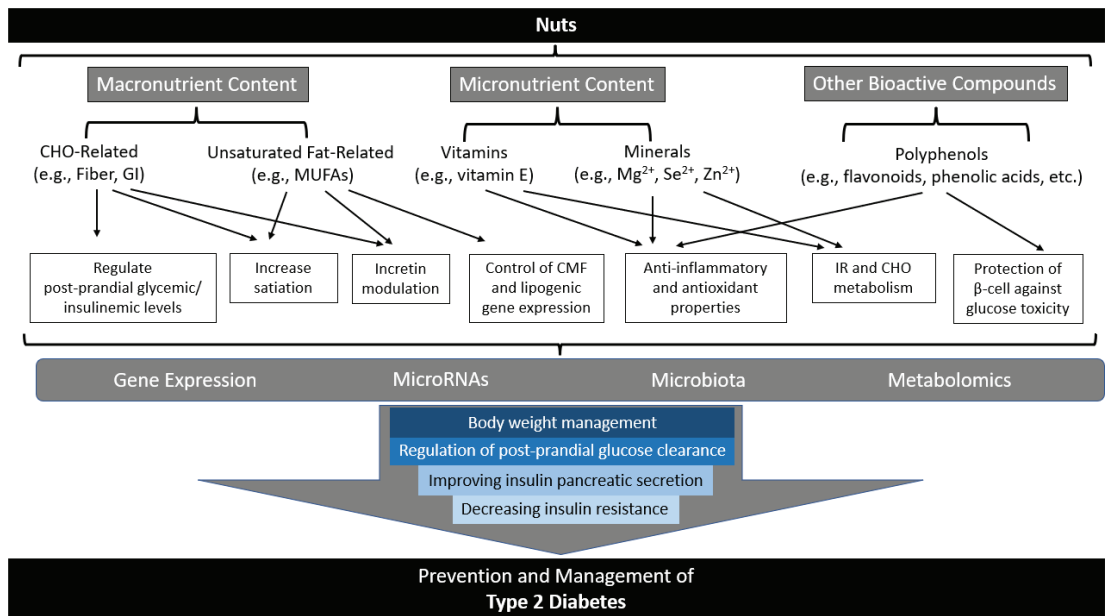 Nuts
Macronutrient Content
Micronutrient Content
Other Bioactive Compounds
CHO-Related
(e.g., Fiber, GI)
Unsaturated Fat-Related
(e.g., MUFAs)
Vitamins
(e.g., vitamin E)
Minerals
(e.g., Mg²⁺, Se²⁺, Zn²⁺)
Polyphenols
(e.g., flavonoids, phenolic acids, etc.)
Regulate
post-prandial glycemic/
insulinemic levels
Increase
satiation
Incretin
modulation
Control of CMF
and lipogenic
gene expression
Anti-inflammatory
and antioxidant
properties
IR and CHO
metabolism
Protection of
β-cell against
glucose toxicity
Gene Expression
MicroRNAs
Microbiota
Metabolomics
Body weight management
Regulation of post-prandial glucose clearance
Improving insulin pancreatic secretion
Decreasing insulin resistance
Prevention and Management of
Type 2 Diabetes